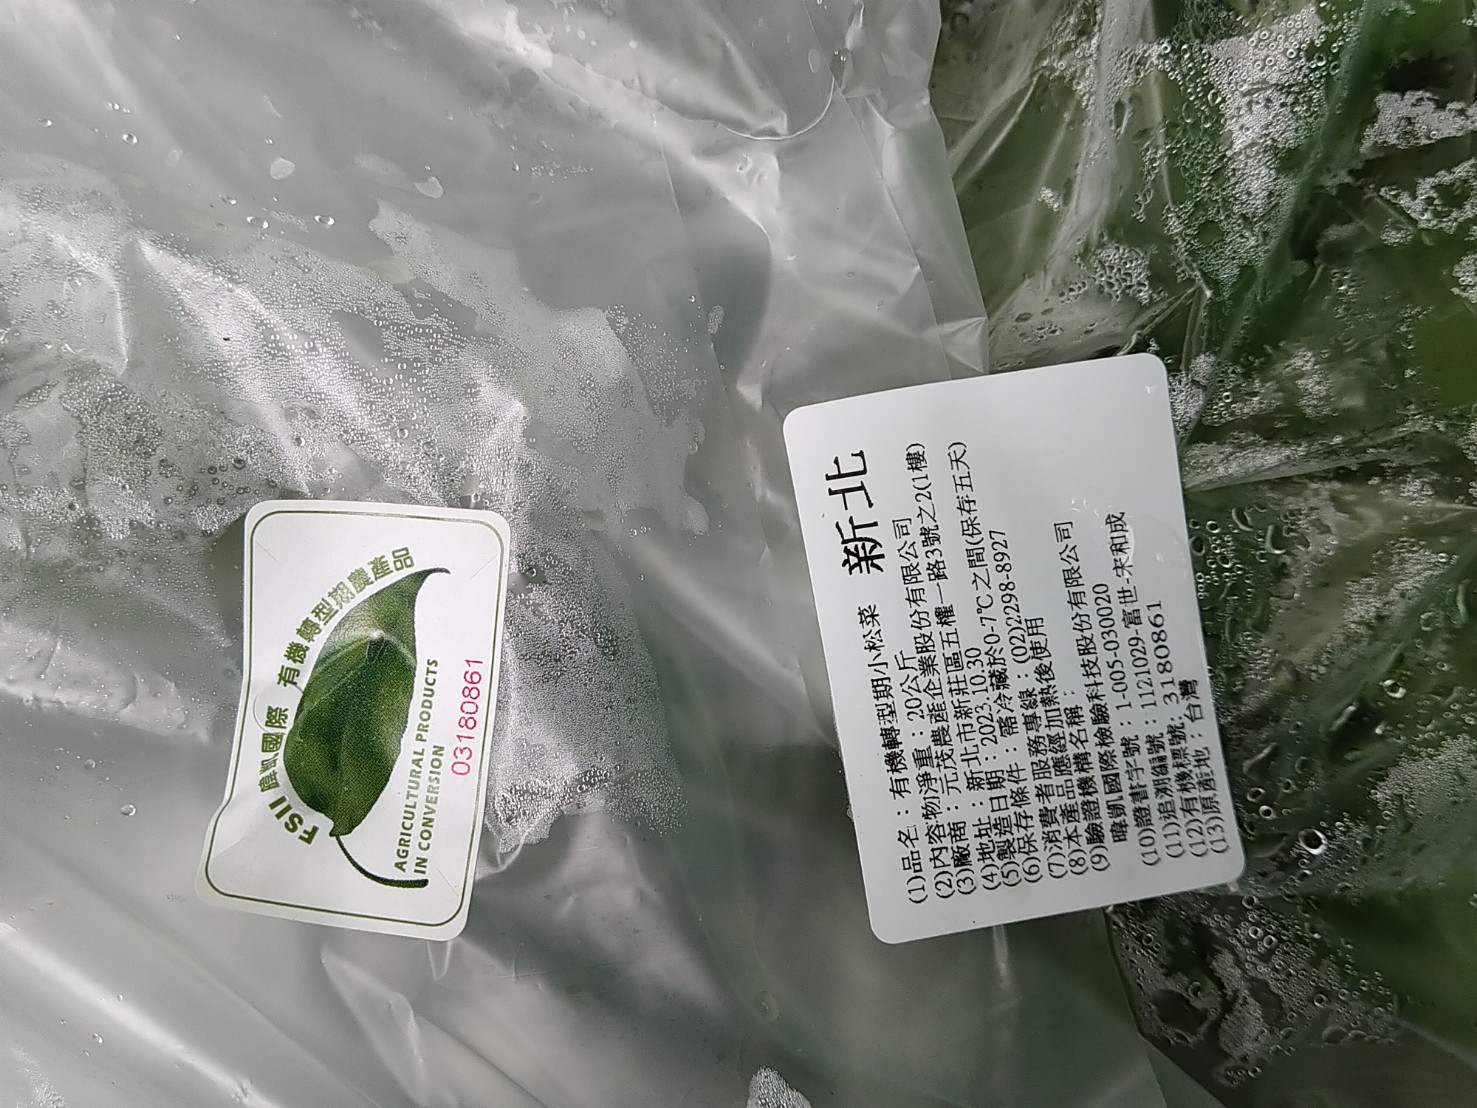 FSII 暐凱國際 有機轉型期農產品
AGRICULTURAL PRODUCTS
IN CONVERSION
03180861
新北
(1)品名：有機轉型期小松菜
(2)內容物淨重：20公斤
(3)廠商：元茂農產企業股份有限公司
(4)地址：新北市新莊區五權一路3號之2(1樓)
(5)製造日期：2023.10.30
(6)保存條件：需冷藏於0-7℃之間(保存五天)
(7)消費者服務專線：(02)2298-8927
(8)本產品應經加熱後使用
(9)驗證機構名稱：
暐凱國際檢驗科技股份有限公司
(10)證書字號：1-005-030020
(11)追溯編號：1121029-富世-宋和成
(12)有機標號：3180861
(13)原產地：台灣